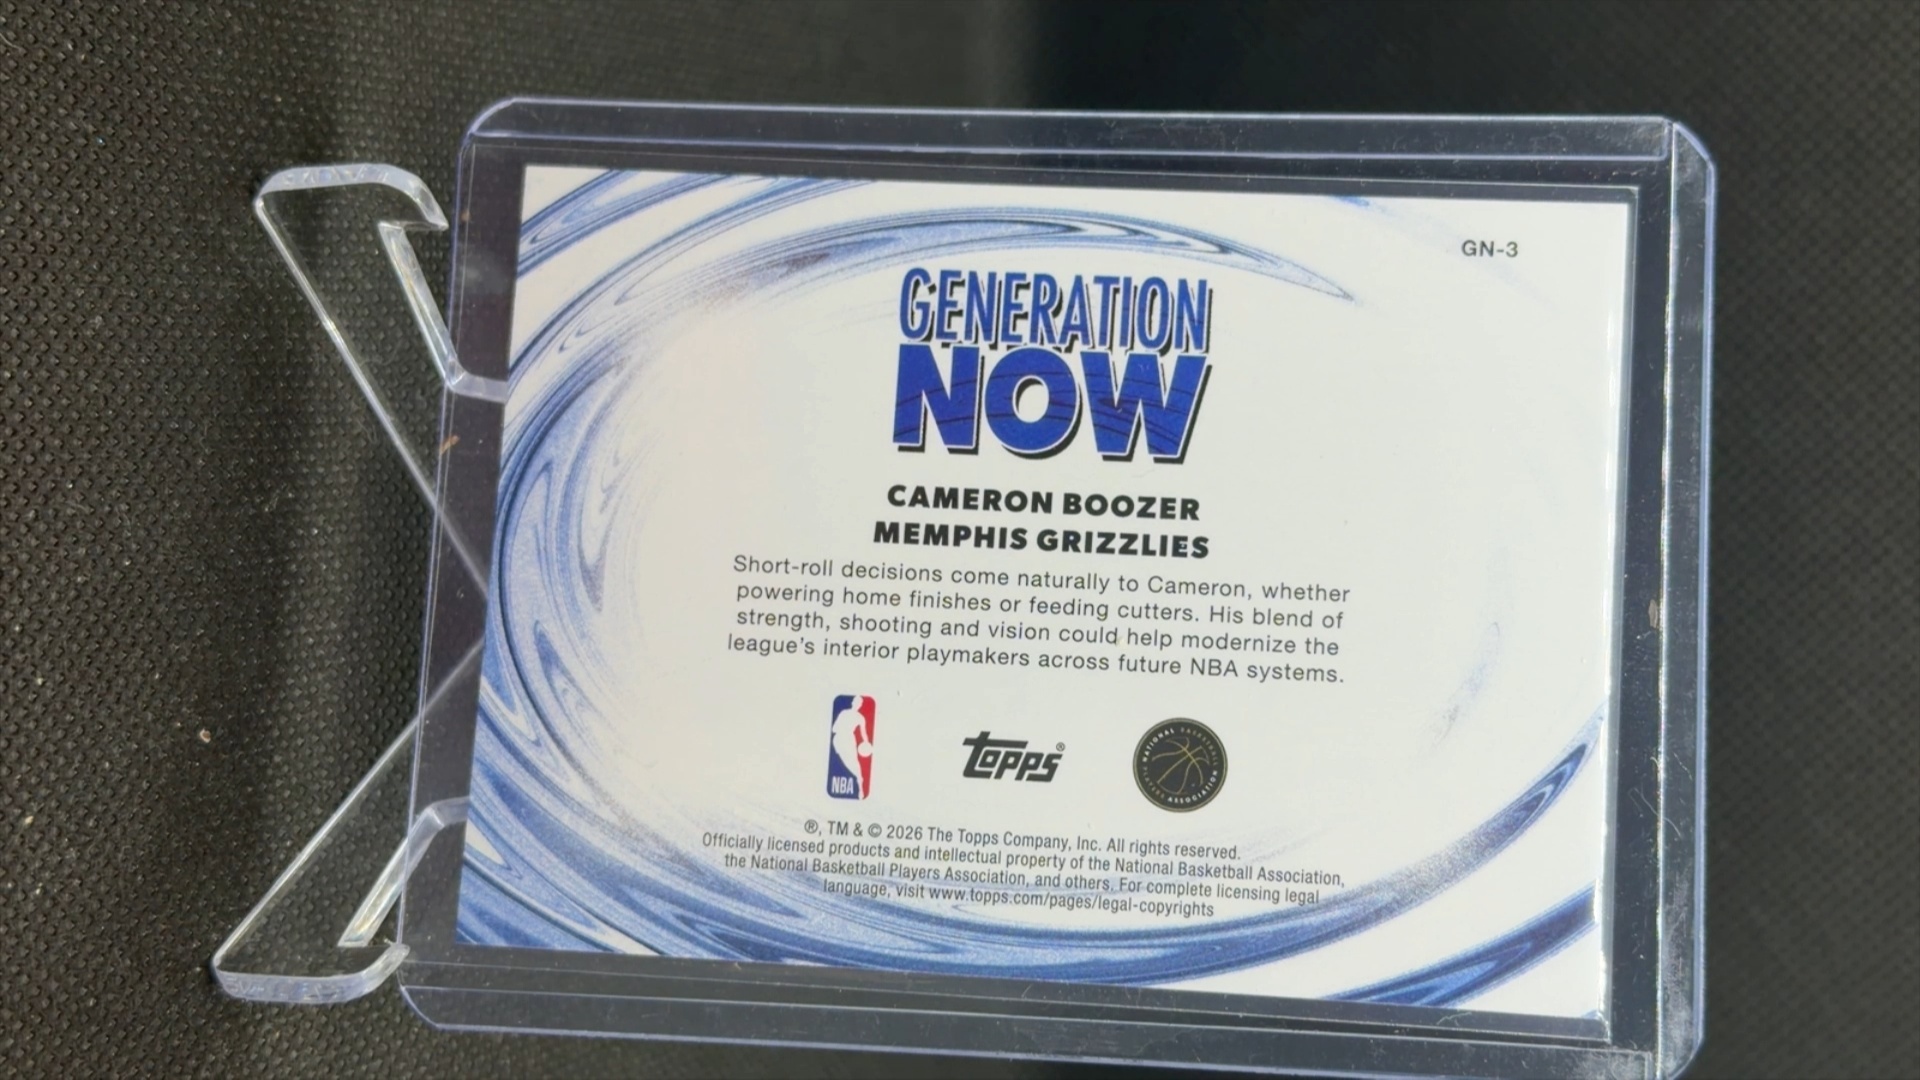 GN-3
GENERATION
NOW
CAMERON BOOZER
MEMPHIS GRIZZLIES
Short-roll decisions come naturally to Cameron, whether
powering home finishes or feeding cutters. His blend of
strength, shooting and vision could help modernize the
league's interior playmakers across future NBA systems.
NBA
Topps®
NATIONAL BASKETBALL
PLAYERS ASSOCIATION
®, TM & © 2026 The Topps Company, Inc. All rights reserved.
Officially licensed products and intellectual property of the National Basketball Association,
the National Basketball Players Association, and others. For complete licensing legal
language, visit www.topps.com/pages/legal-copyrights